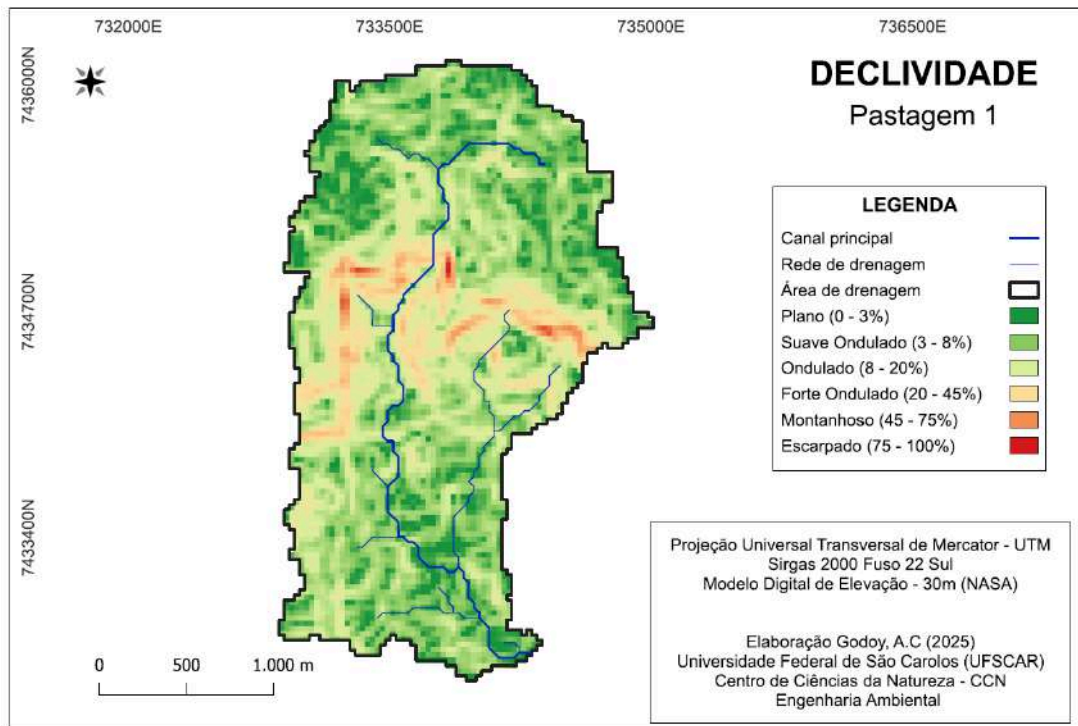 732000E
733500E
735000E
736500E
7436000N
7434700N
7433400N
DECLIVIDADE
Pastagem 1
LEGENDA
Canal principal
Rede de drenagem
Área de drenagem
Plano (0 - 3%)
Suave Ondulado (3 - 8%)
Ondulado (8 - 20%)
Forte Ondulado (20 - 45%)
Montanhoso (45 - 75%)
Escarpado (75 - 100%)
Projeção Universal Transversal de Mercator - UTM
Sirgas 2000 Fuso 22 Sul
Modelo Digital de Elevação - 30m (NASA)
Elaboração Godoy, A.C (2025)
Universidade Federal de São Carolos (UFSCAR)
Centro de Ciências da Natureza - CCN
Engenharia Ambiental
0 500 1.000 m